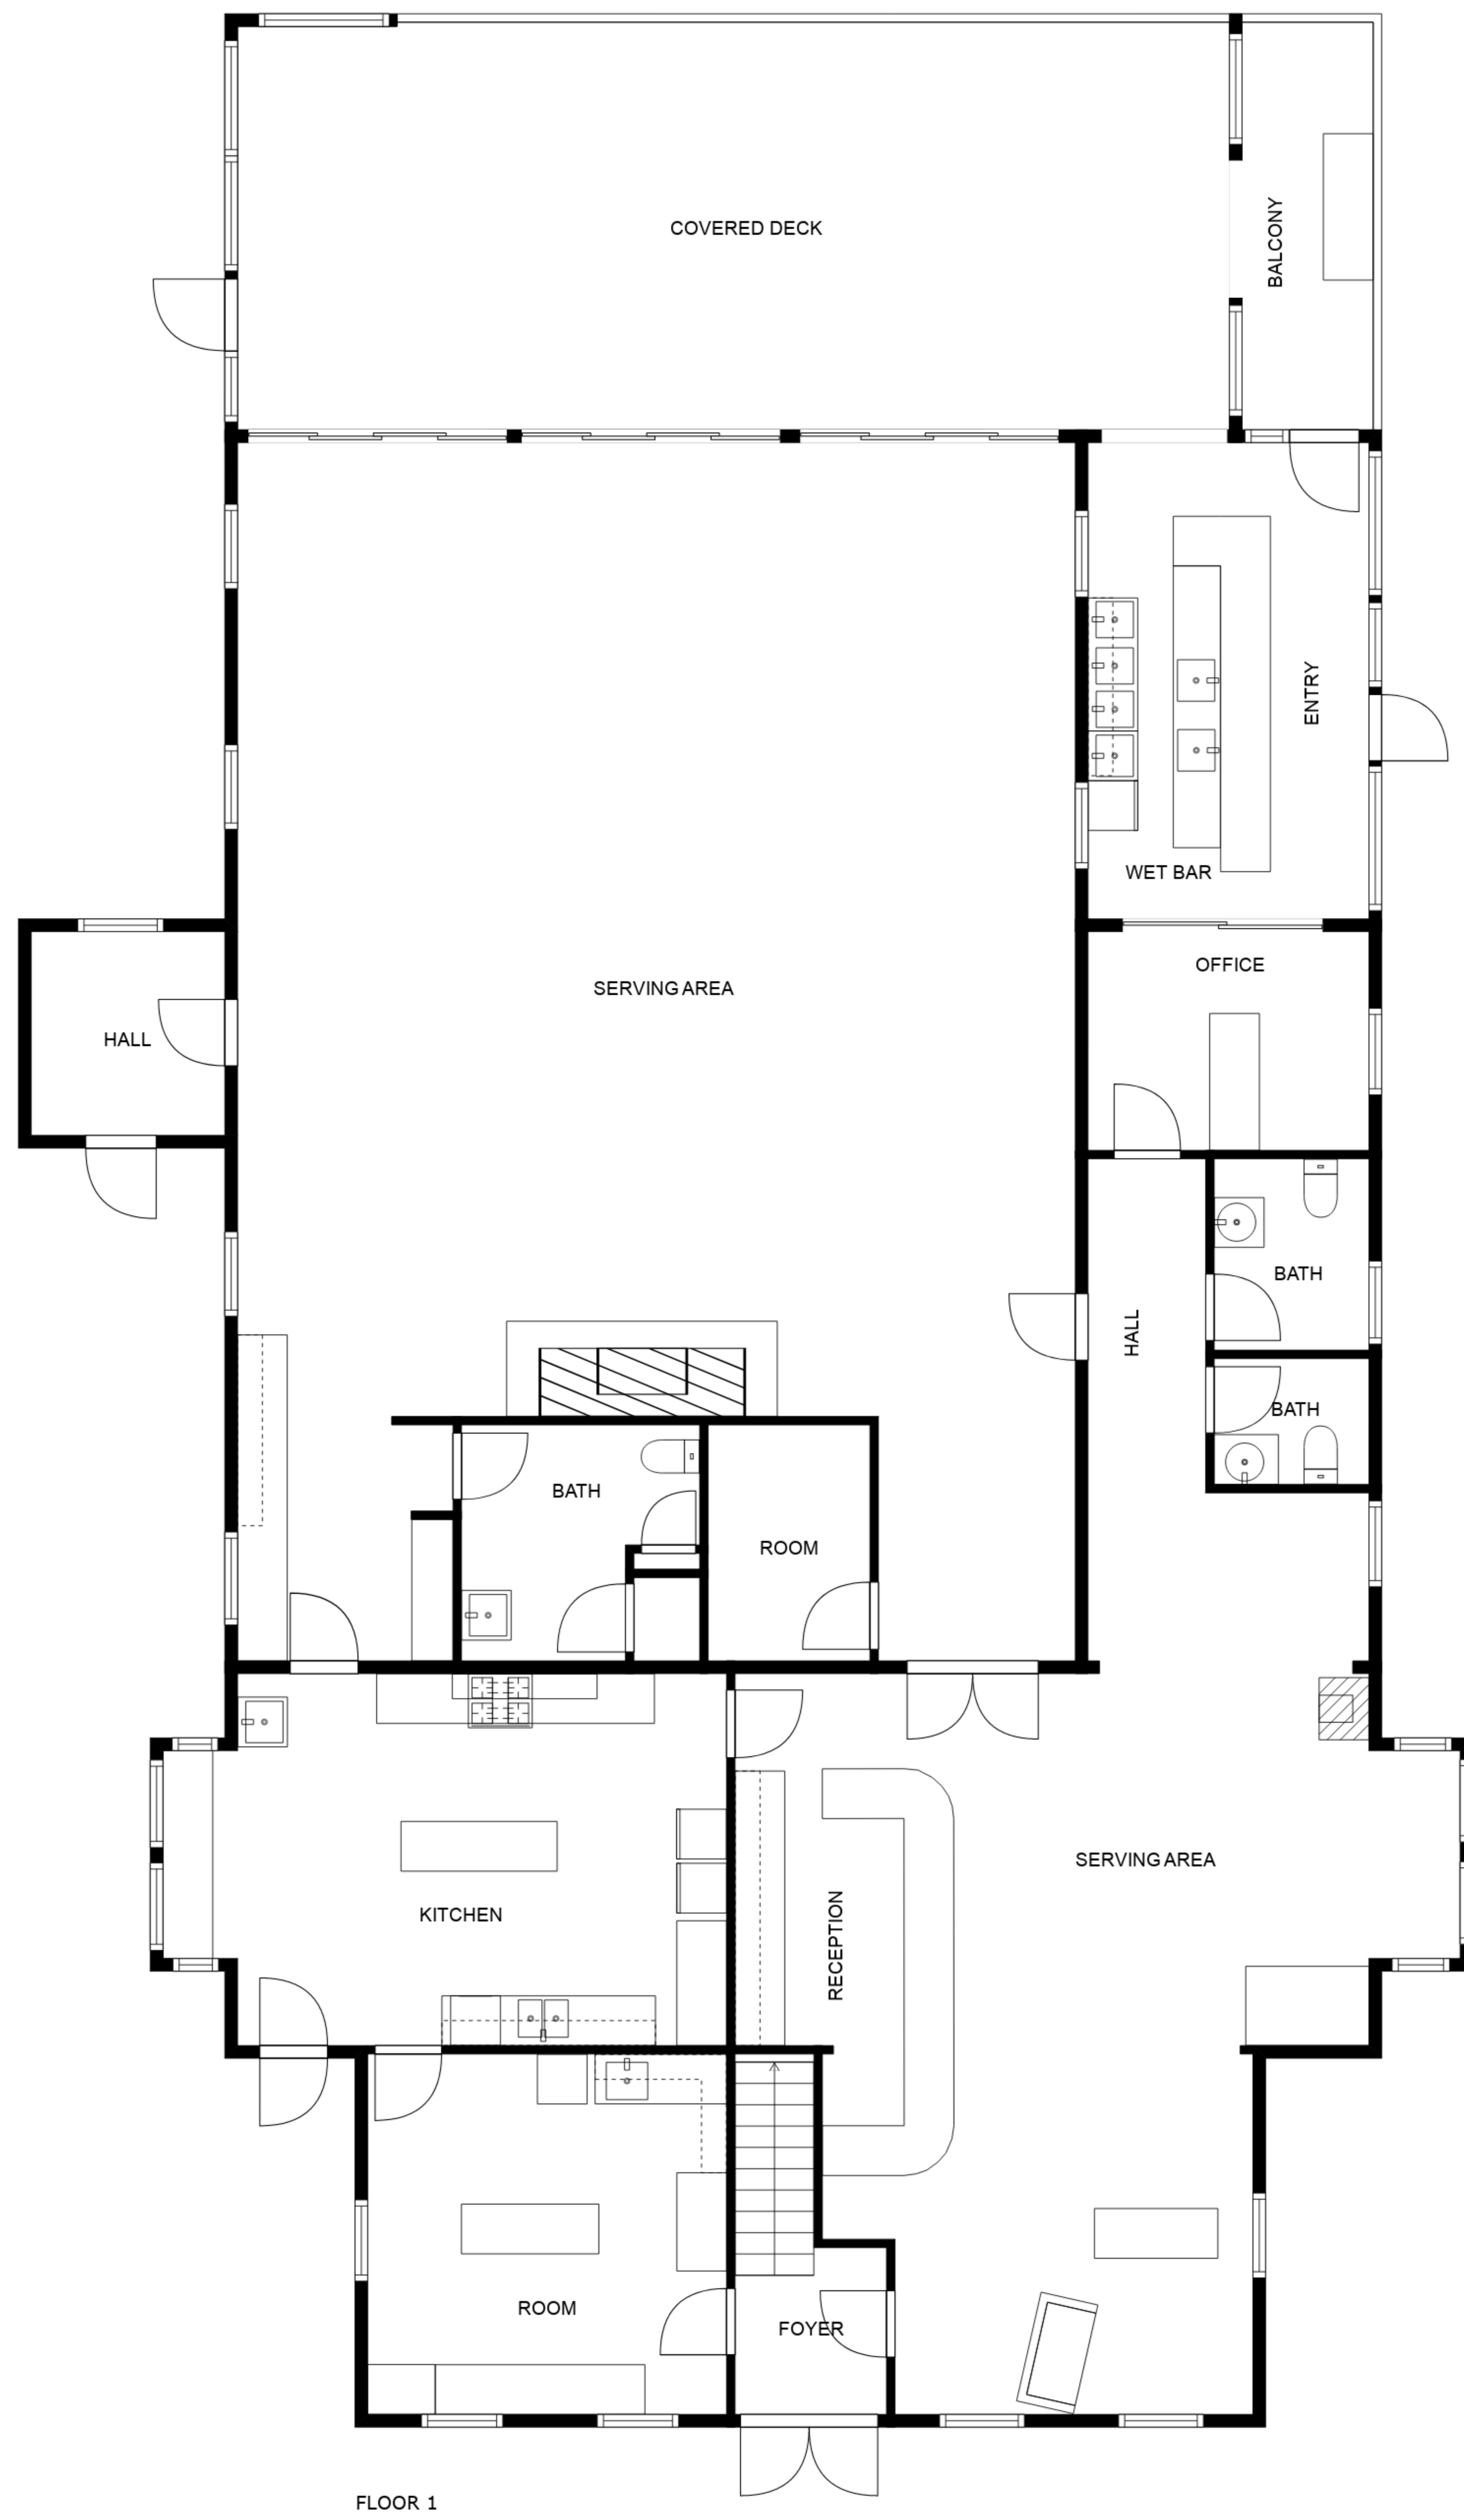 COVERED DECK
BALCONY
ENTRY
WET BAR
OFFICE
SERVING AREA
HALL
BATH
HALL
BATH
BATH
ROOM
SERVING AREA
KITCHEN
RECEPTION
ROOM
FOYER
FLOOR 1